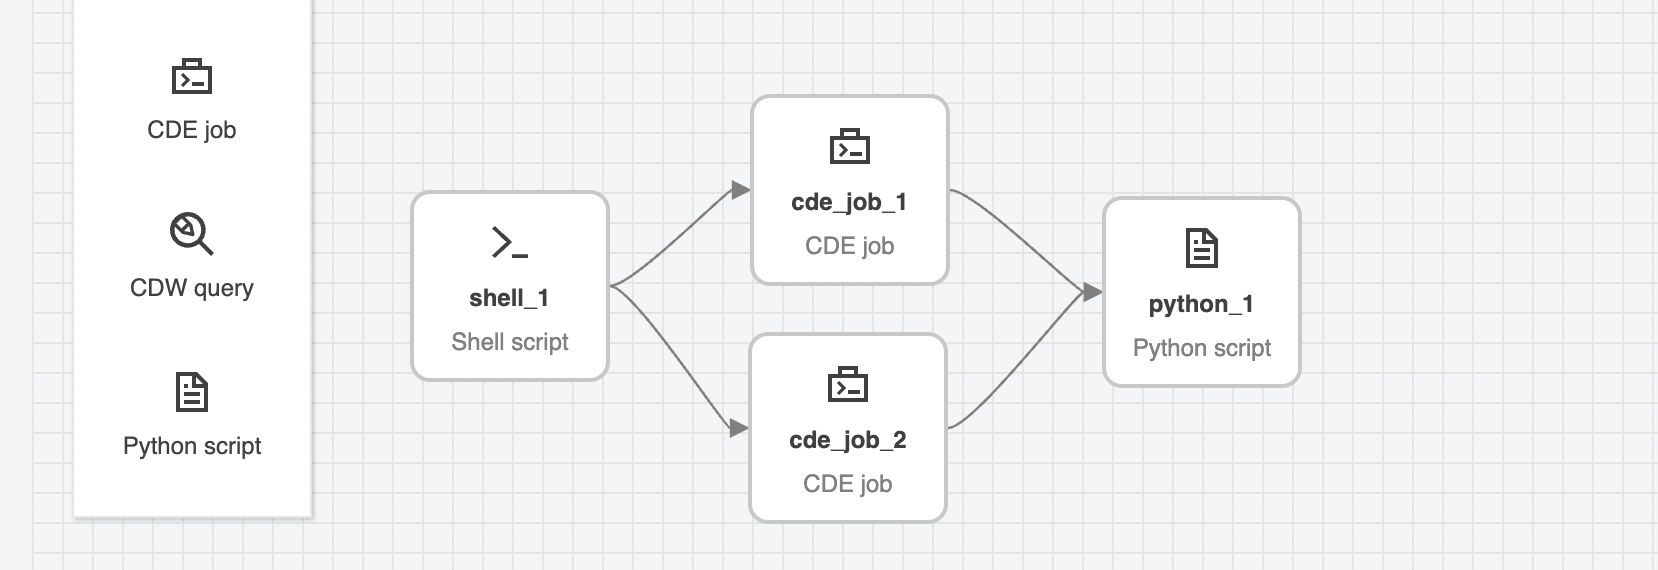 CDE job
CDW query
Python script
shell_1
Shell script
cde_job_1
CDE job
cde_job_2
CDE job
python_1
Python script